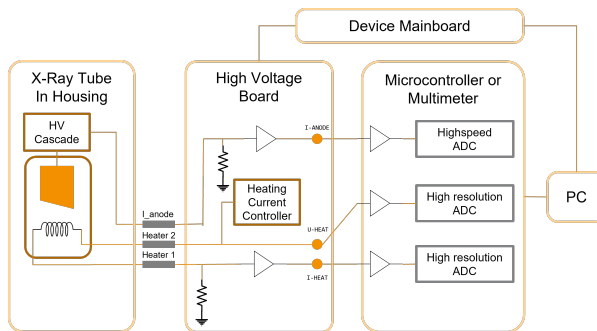 Device Mainboard
X-Ray Tube
In Housing
High Voltage
Board
Microcontroller or
Multimeter
HV
Cascade
I-ANODE
Highspeed
ADC
Heating
Current
Controller
High resolution
ADC
PC
I_anode
Heater 2
U-HEAT
Heater 1
I-HEAT
High resolution
ADC